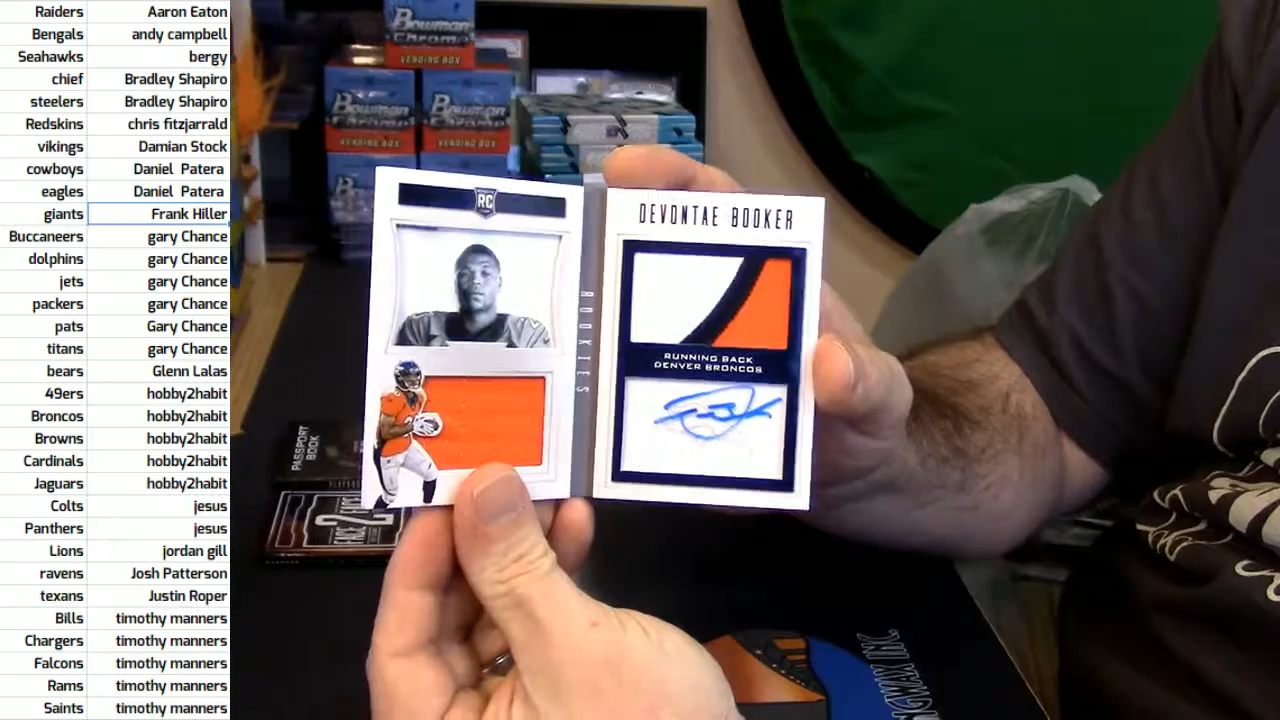 Raiders Aaron Eaton
Bengals andy campbell
Seahawks bergy
chief Bradley Shapiro
steelers Bradley Shapiro
Redskins chris fitzjarrald
vikings Damian Stock
cowboys Daniel Patera
eagles Daniel Patera
giants Frank Hiller
Buccaneers gary Chance
dolphins gary Chance
jets gary Chance
packers gary Chance
pats Gary Chance
titans gary Chance
bears Glenn Lalas
49ers hobby2habit
Broncos hobby2habit
Browns hobby2habit
Cardinals hobby2habit
Jaguars hobby2habit
Colts jesus
Panthers jesus
Lions jordan gill
ravens Josh Patterson
texans Justin Roper
Bills timothy manners
Chargers timothy manners
Falcons timothy manners
Rams timothy manners
Saints timothy manners
Bowman
Chrome
VENDING BOX
Bowman
Chrome
VENDING BOX
Bowman
Chrome
VENDING BOX
Bowman
RC
ROOKIES
DEVONTAE BOOKER
RUNNING BACK
DENVER BRONCOS
PASSPORT
BOOK
FACE 2 FACE
INC